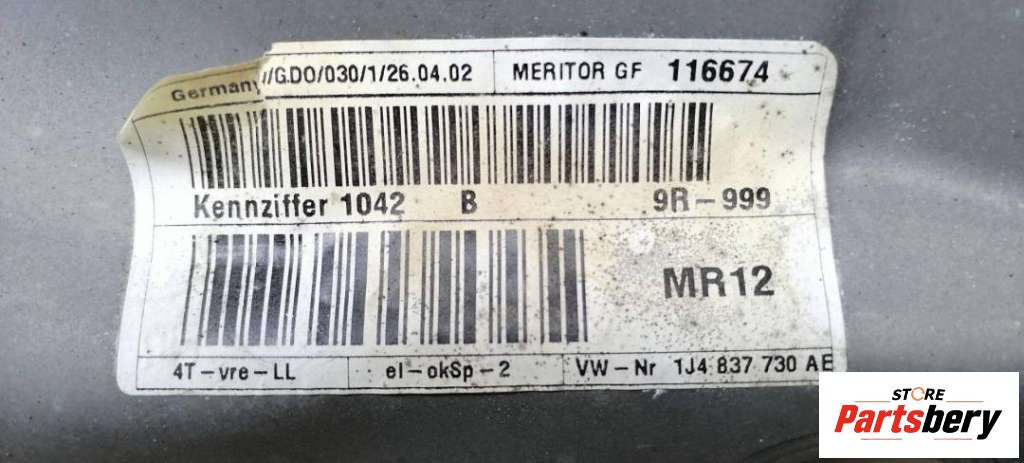 Germany//G.DO/030/1/26.04.02 MERITOR GF 116674
Kennziffer 1042 B 9R-999
MR12
4T-vre-LL el-okSp-2 VW-Nr 1J4 837 730 AE
STORE
Partsbery